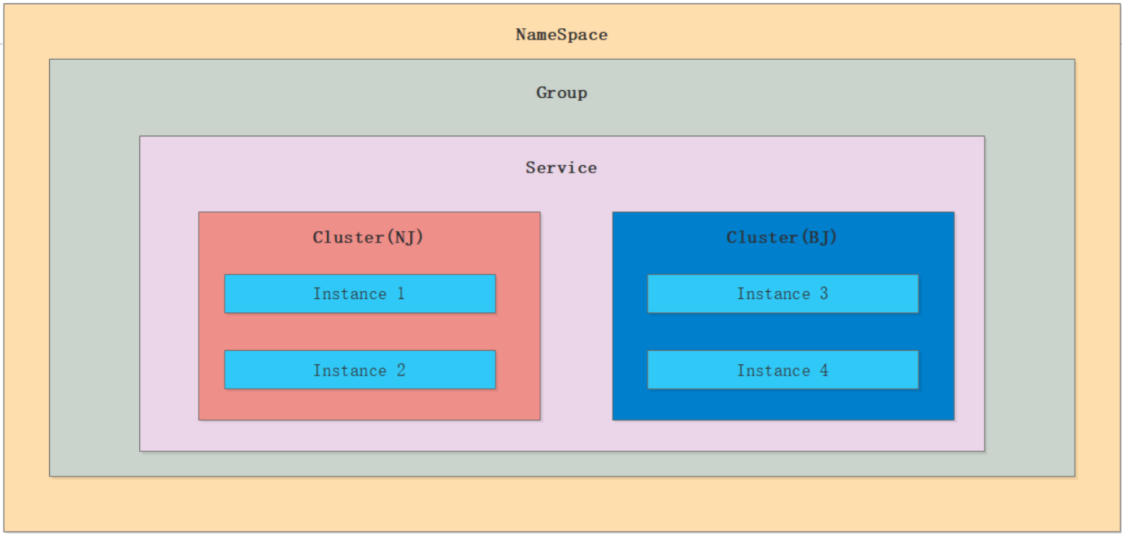 NameSpace
Group
Service
Cluster(NJ)
Instance 1
Instance 2
Cluster(BJ)
Instance 3
Instance 4